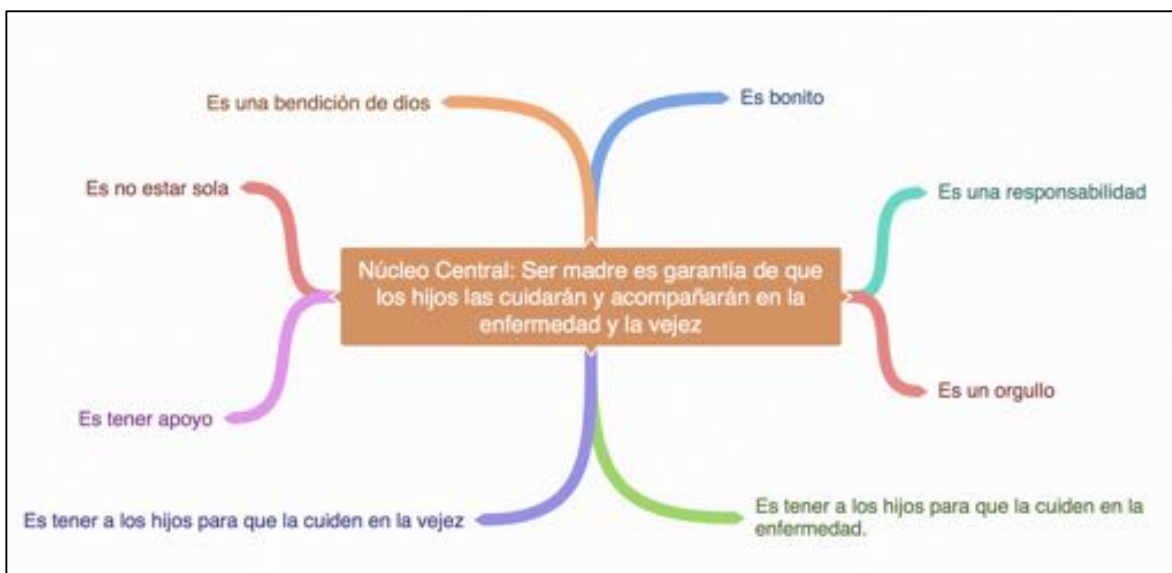 Es una bendición de dios
Es bonito
Es no estar sola
Es una responsabilidad
Núcleo Central: Ser madre es garantía de que
los hijos las cuidarán y acompañarán en la
enfermedad y la vejez
Es tener apoyo
Es un orgullo
Es tener a los hijos para que la cuiden en la vejez
Es tener a los hijos para que la cuiden en la
enfermedad.